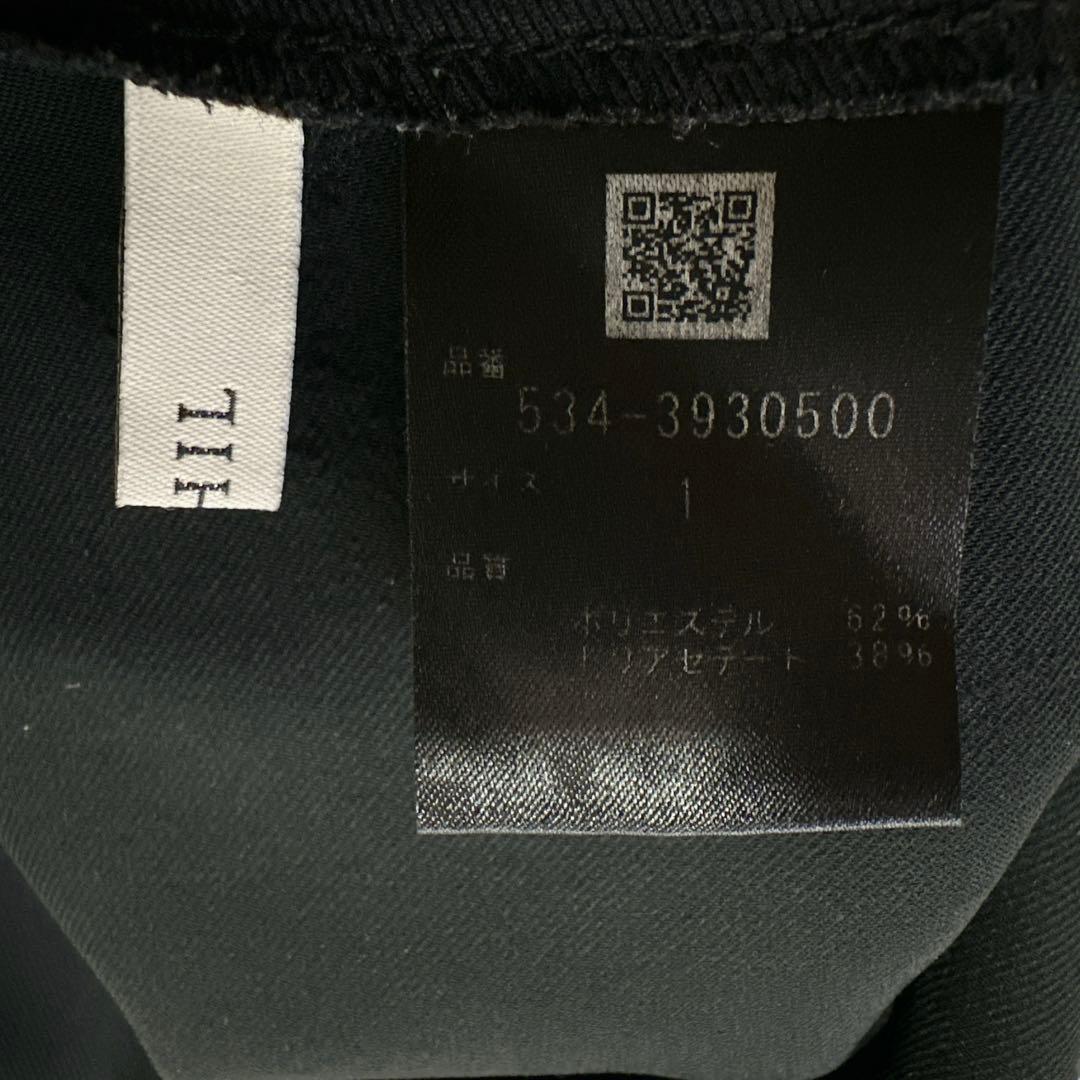 品番
534-3930500
サイズ
1
品質
ポリエステル 62%
トリアセテート 38%